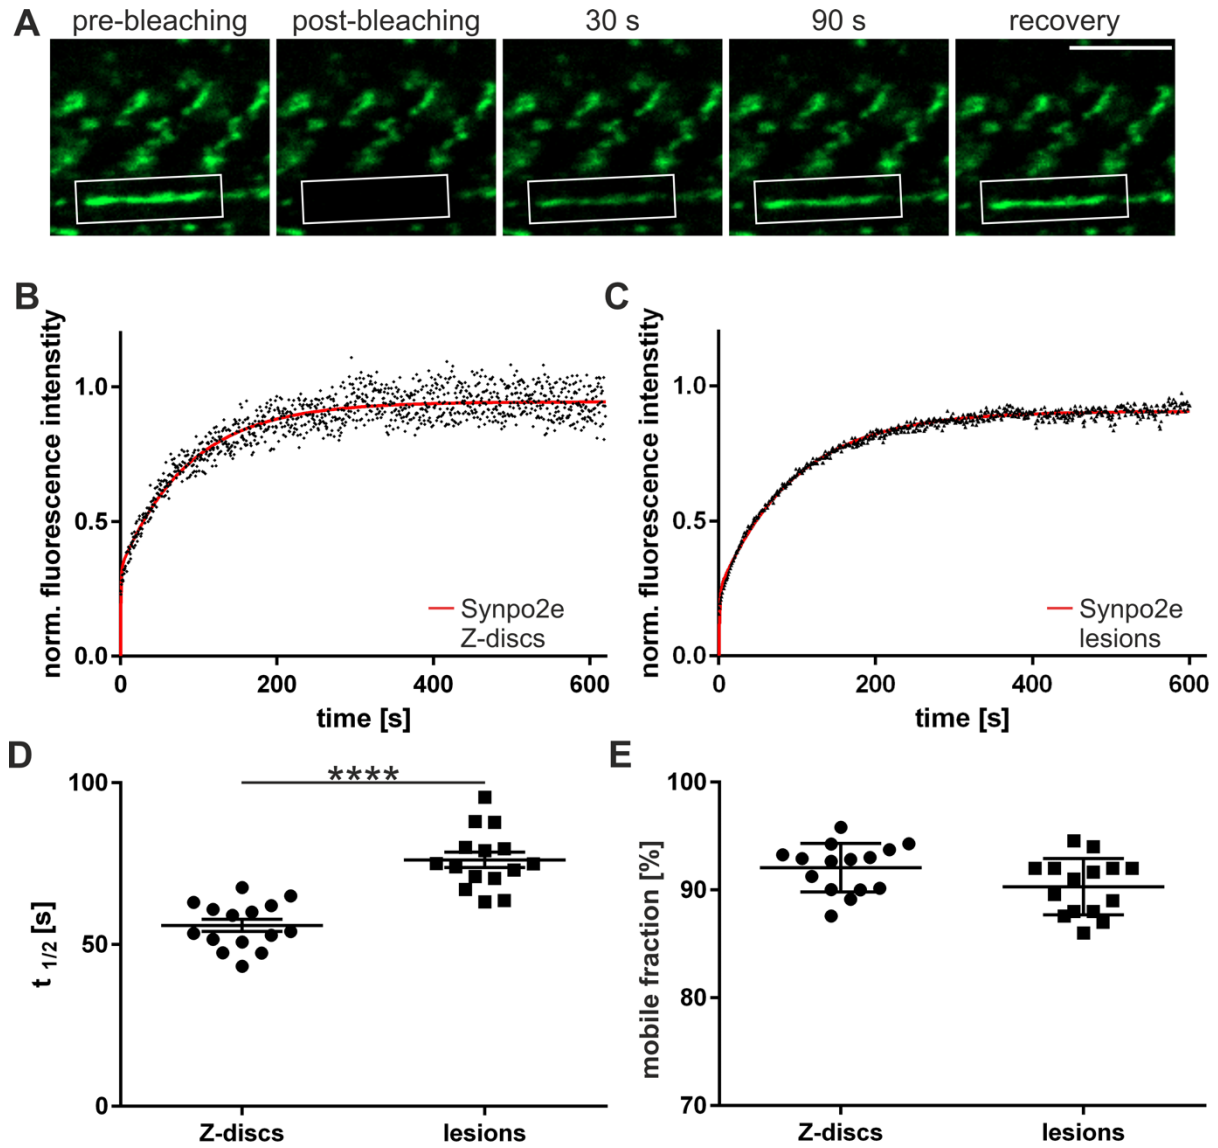 A
pre-bleaching
post-bleaching
30 s
90 s
recovery
B
norm. fluorescence intenstity
1.0
0.5
0.0
0
200
400
600
time [s]
Synpo2e
Z-discs
C
norm. fluorescence intenstity
1.0
0.5
0.0
0
200
400
600
time [s]
Synpo2e
lesions
D
t 1/2 [s]
100
50
0
****
Z-discs
lesions
E
mobile fraction [%]
100
90
80
70
Z-discs
lesions